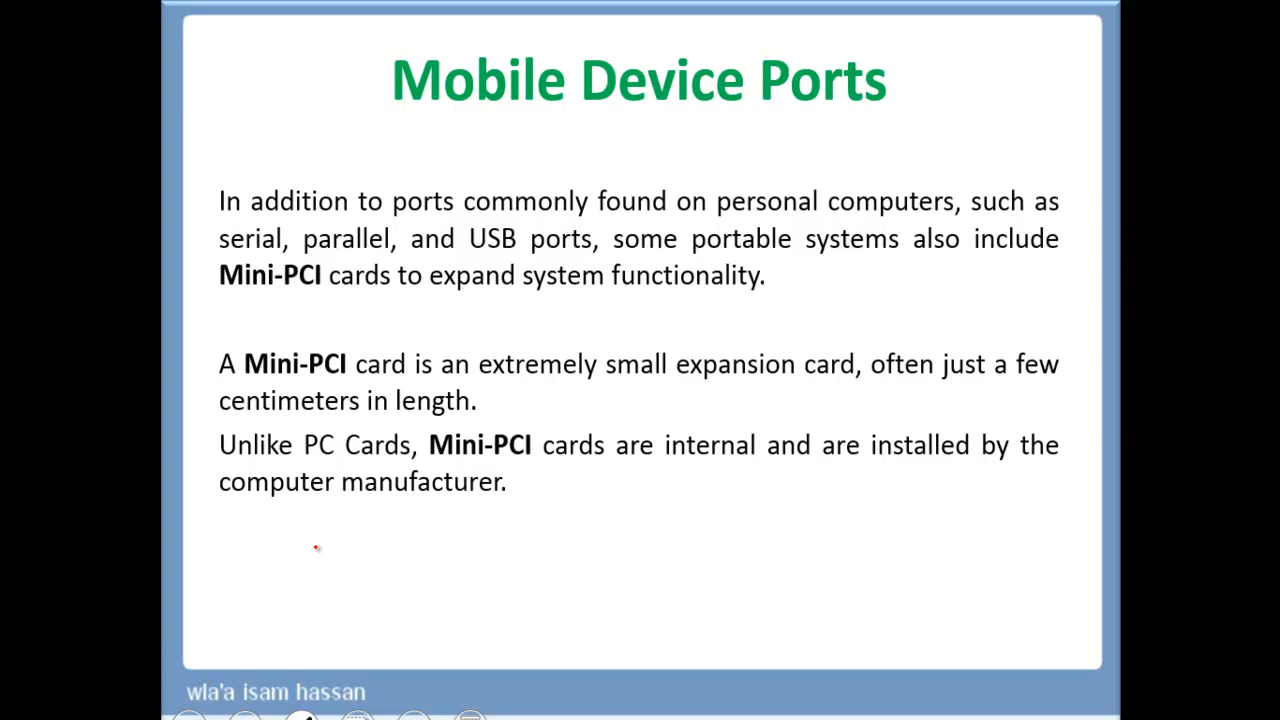 Mobile Device Ports
In addition to ports commonly found on personal computers, such as
serial, parallel, and USB ports, some portable systems also include
Mini-PCI cards to expand system functionality.
A Mini-PCI card is an extremely small expansion card, often just a few
centimeters in length.
Unlike PC Cards, Mini-PCI cards are internal and are installed by the
computer manufacturer.
wla'a isam hassan